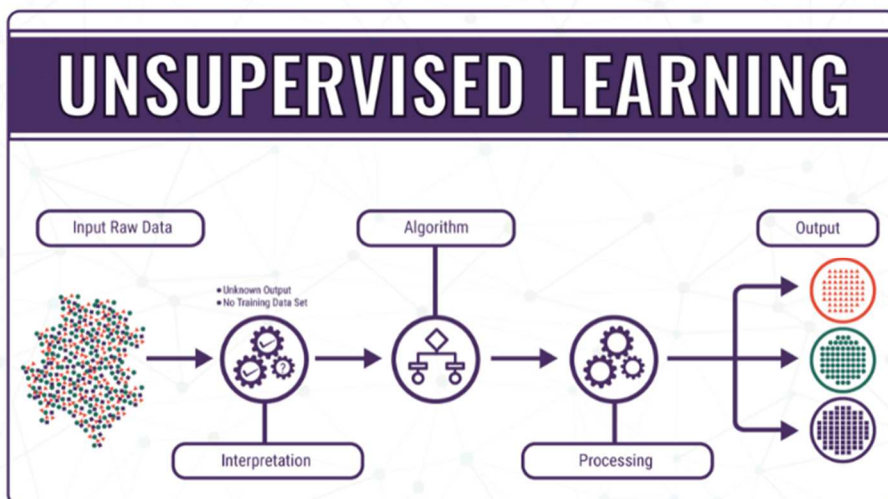 UNSUPERVISED LEARNING
Input Raw Data
Algorithm
Output
• Unknown Output
• No Training Data Set
?
Interpretation
Processing